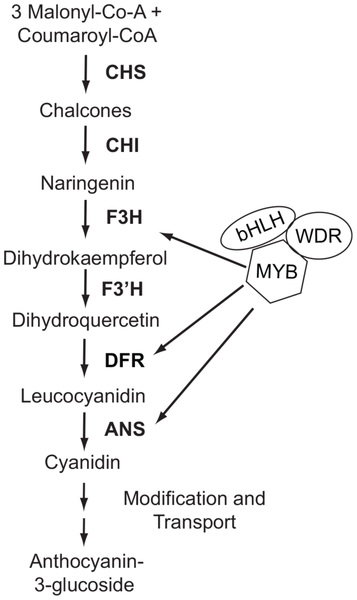 3 Malonyl-Co-A +
Coumaroyl-CoA
CHS
Chalcones
CHI
Naringenin
F3H
bHLH
WDR
MYB
Dihydrokaempferol
F3'H
Dihydroquercetin
DFR
Leucocyanidin
ANS
Cyanidin
Modification and
Transport
Anthocyanin-
3-glucoside